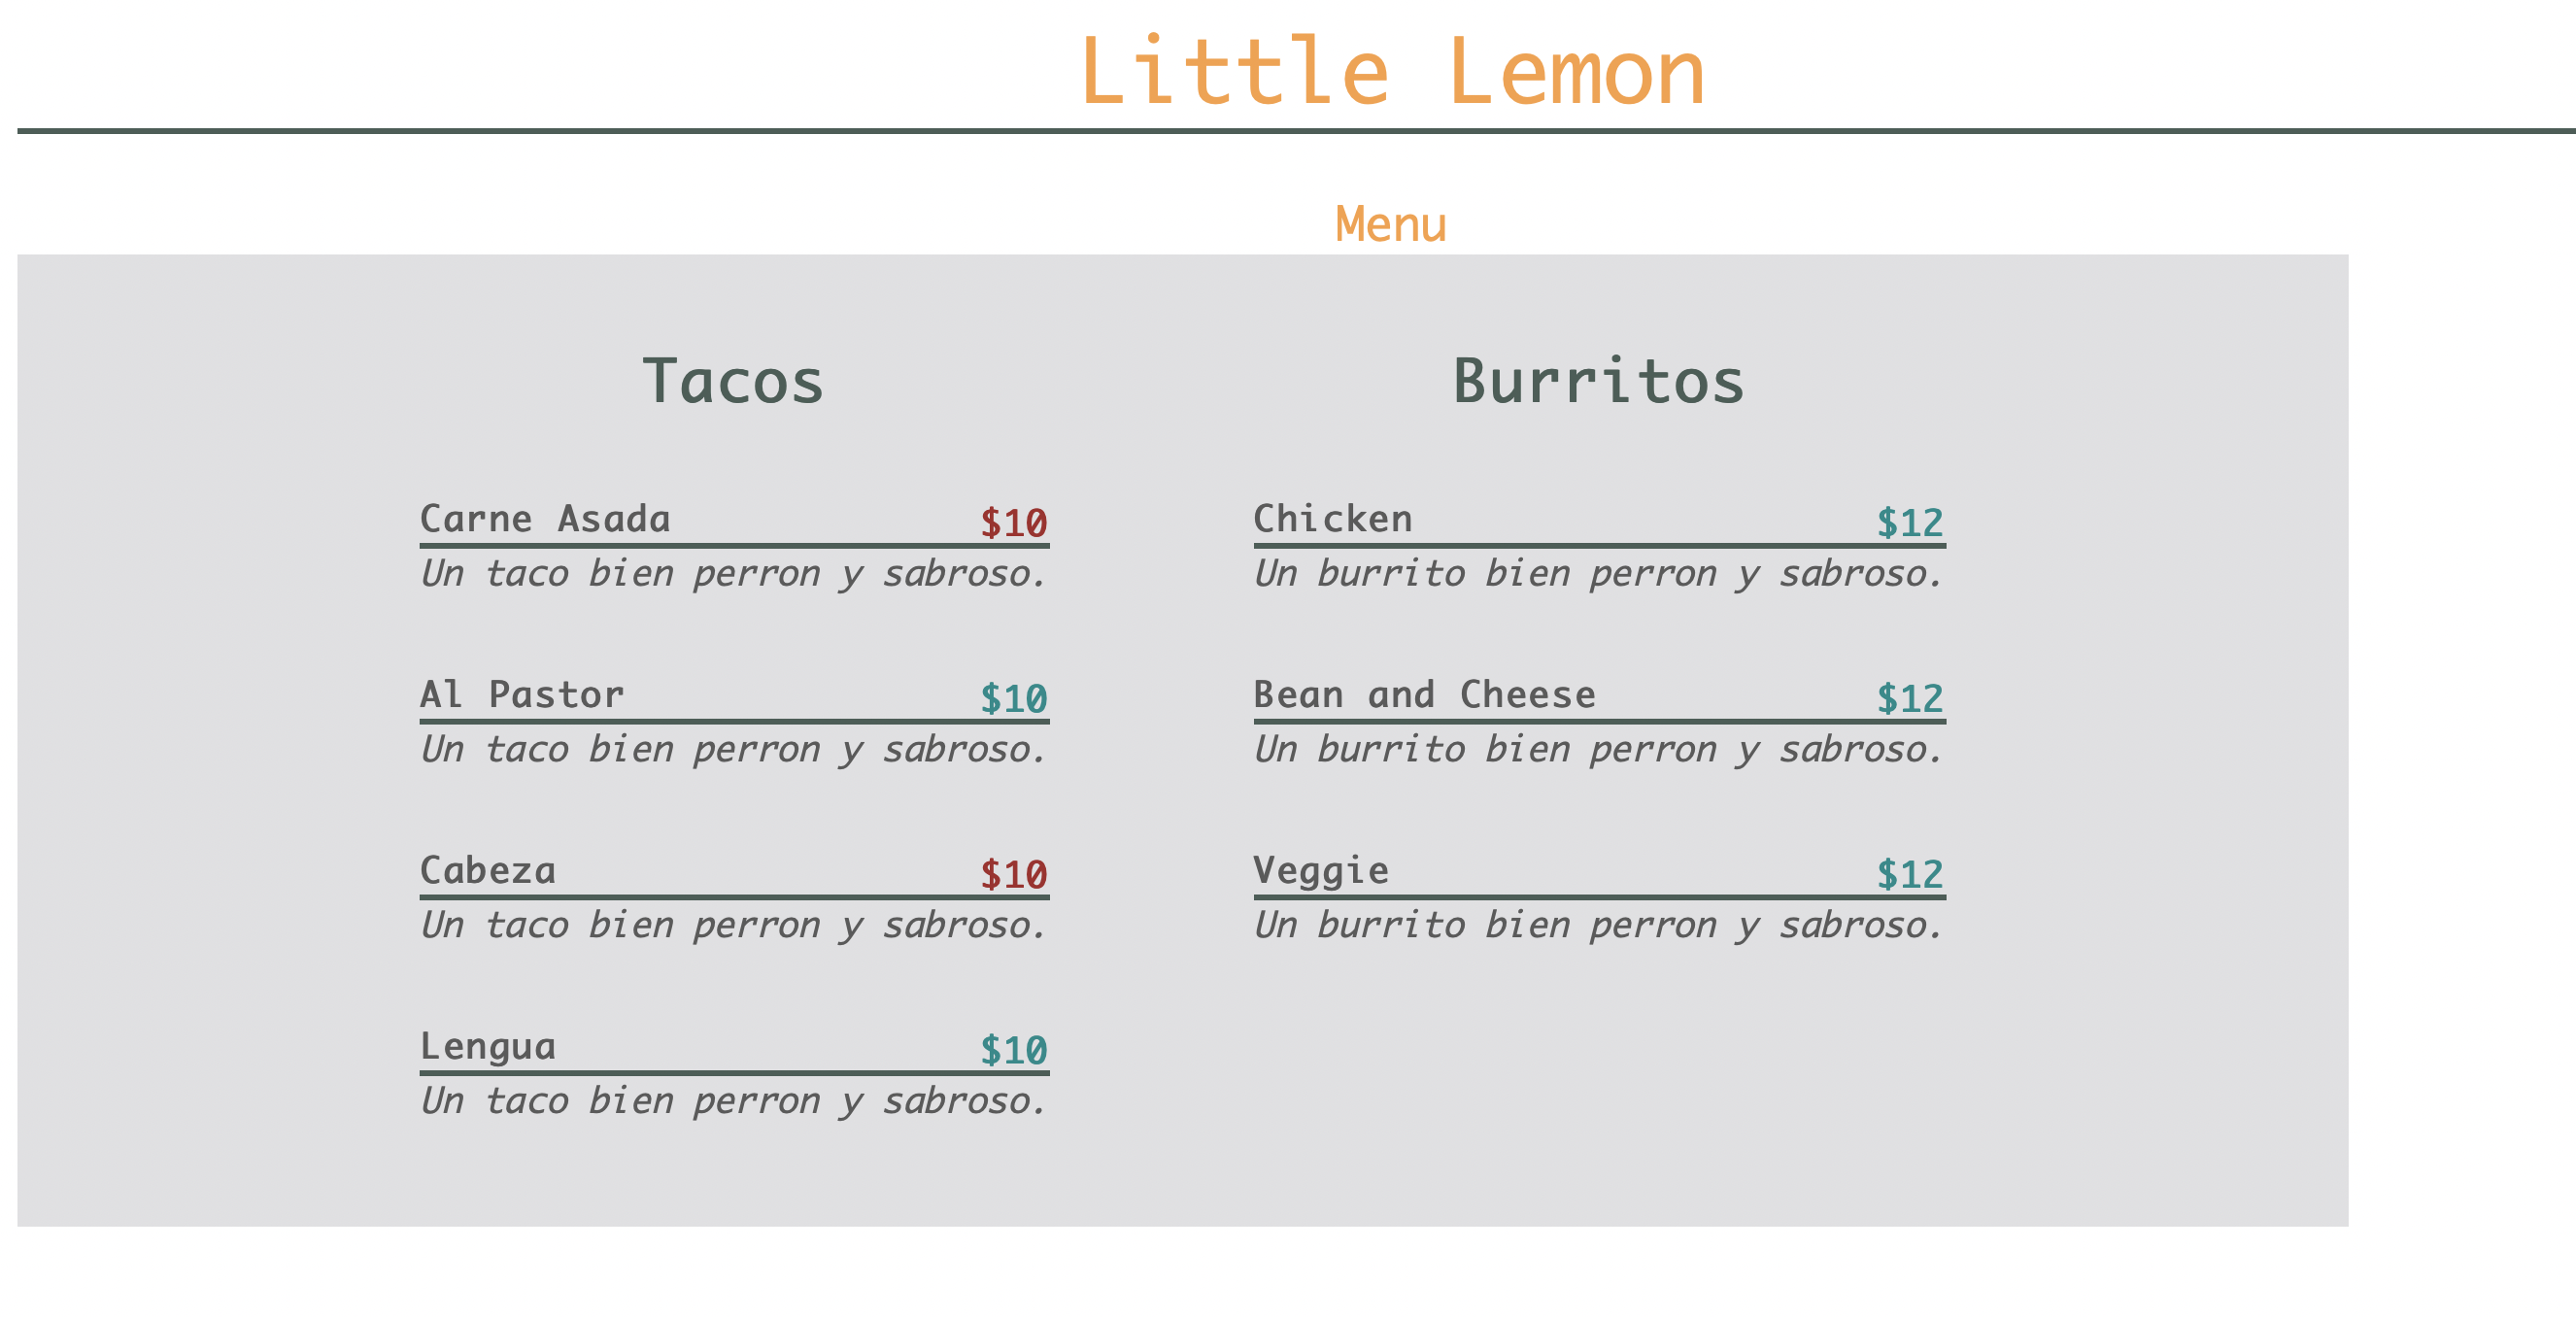 Little Lemon
Menu
Tacos
Carne Asada $10
Un taco bien perron y sabroso.
Al Pastor $10
Un taco bien perron y sabroso.
Cabeza $10
Un taco bien perron y sabroso.
Lengua $10
Un taco bien perron y sabroso.
Burritos
Chicken $12
Un burrito bien perron y sabroso.
Bean and Cheese $12
Un burrito bien perron y sabroso.
Veggie $12
Un burrito bien perron y sabroso.